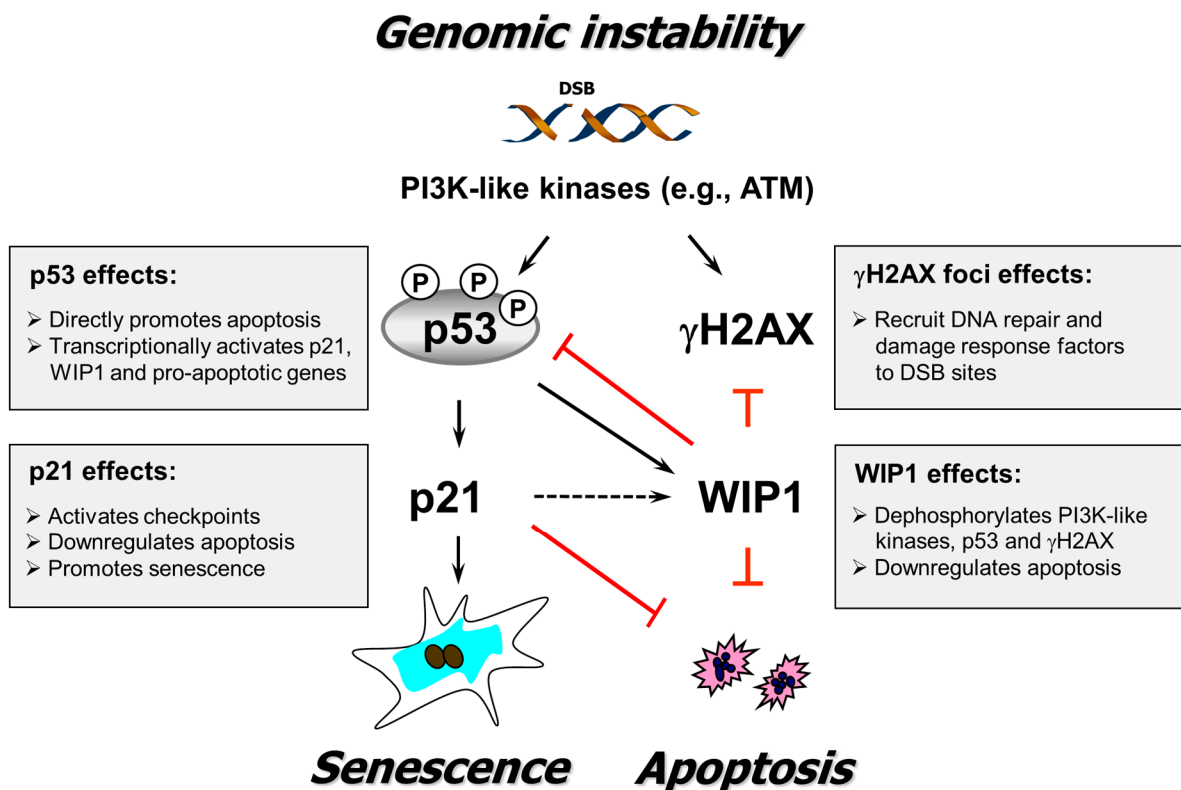 Genomic instability
DSB
PI3K-like kinases (e.g., ATM)
p53 effects:
➢ Directly promotes apoptosis
➢ Transcriptionally activates p21,
WIP1 and pro-apoptotic genes
P
P
P
p53
γH2AX
γH2AX foci effects:
➢ Recruit DNA repair and
damage response factors
to DSB sites
p21 effects:
➢ Activates checkpoints
➢ Downregulates apoptosis
➢ Promotes senescence
p21
WIP1
WIP1 effects:
➢ Dephosphorylates PI3K-like
kinases, p53 and γH2AX
➢ Downregulates apoptosis
Senescence
Apoptosis